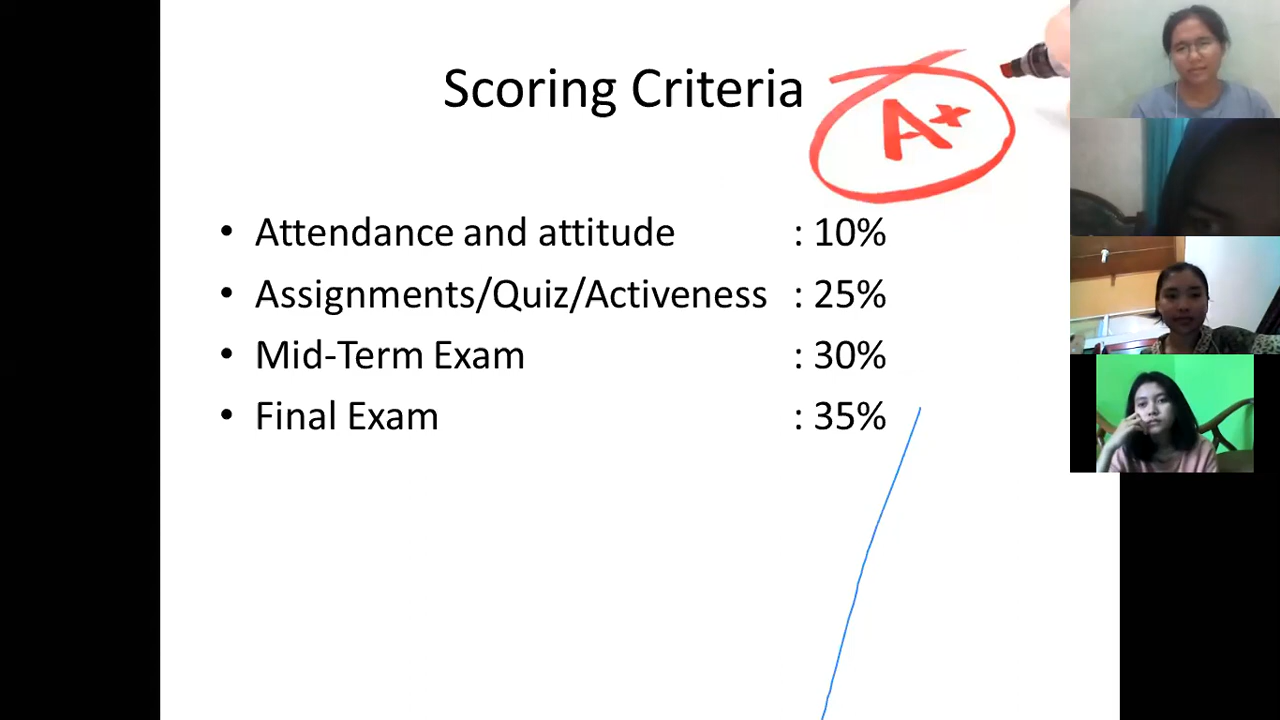 Scoring Criteria
A+
• Attendance and attitude : 10%
• Assignments/Quiz/Activeness : 25%
• Mid-Term Exam : 30%
• Final Exam : 35%